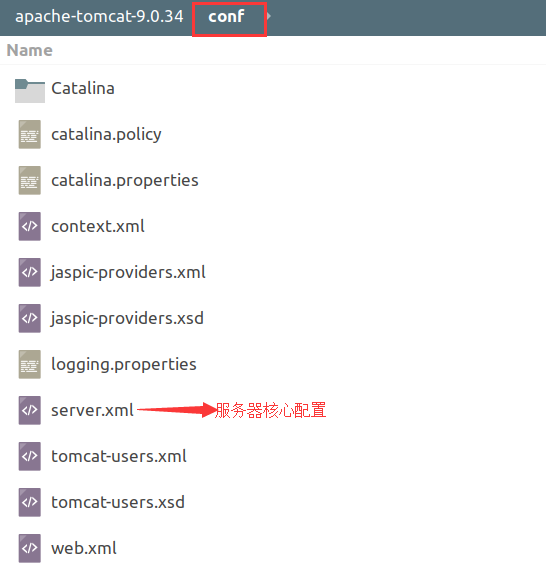 apache-tomcat-9.0.34 conf
Name
Catalina
catalina.policy
catalina.properties
context.xml
jaspic-providers.xml
jaspic-providers.xsd
logging.properties
server.xml 服务器核心配置
tomcat-users.xml
tomcat-users.xsd
web.xml